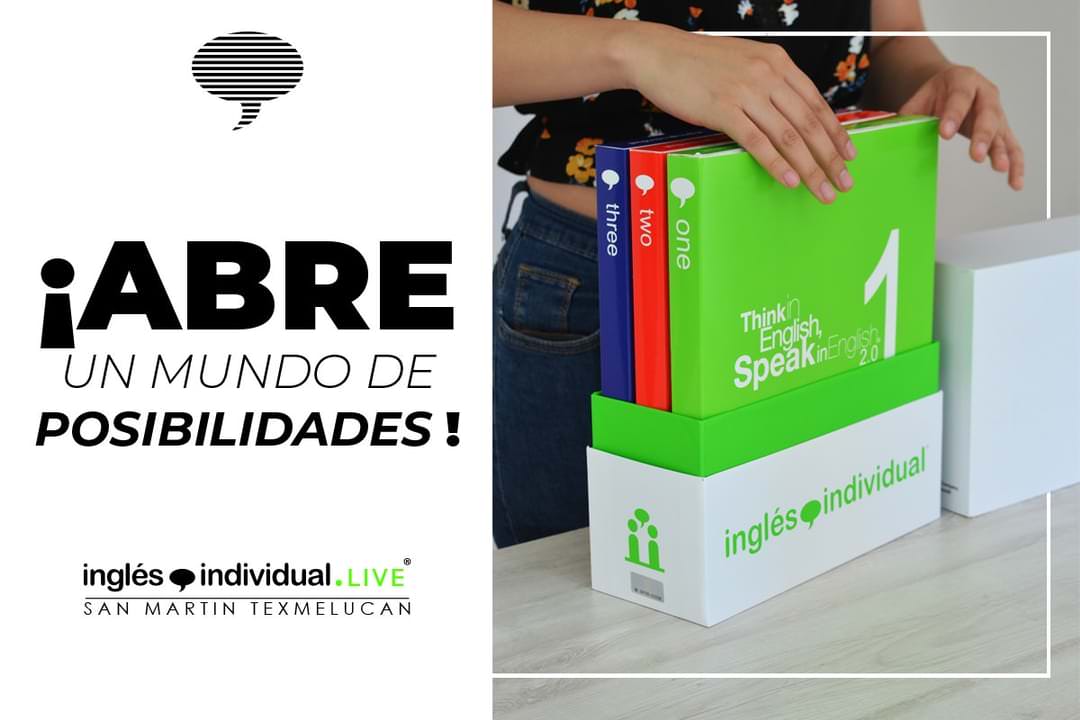 ¡ABRE
UN MUNDO DE
POSIBILIDADES!
inglés individual.LIVE®
SAN MARTIN TEXMELUCAN
three
two
one
1
Think in
English,
Speak in English
2.0
inglés individual®